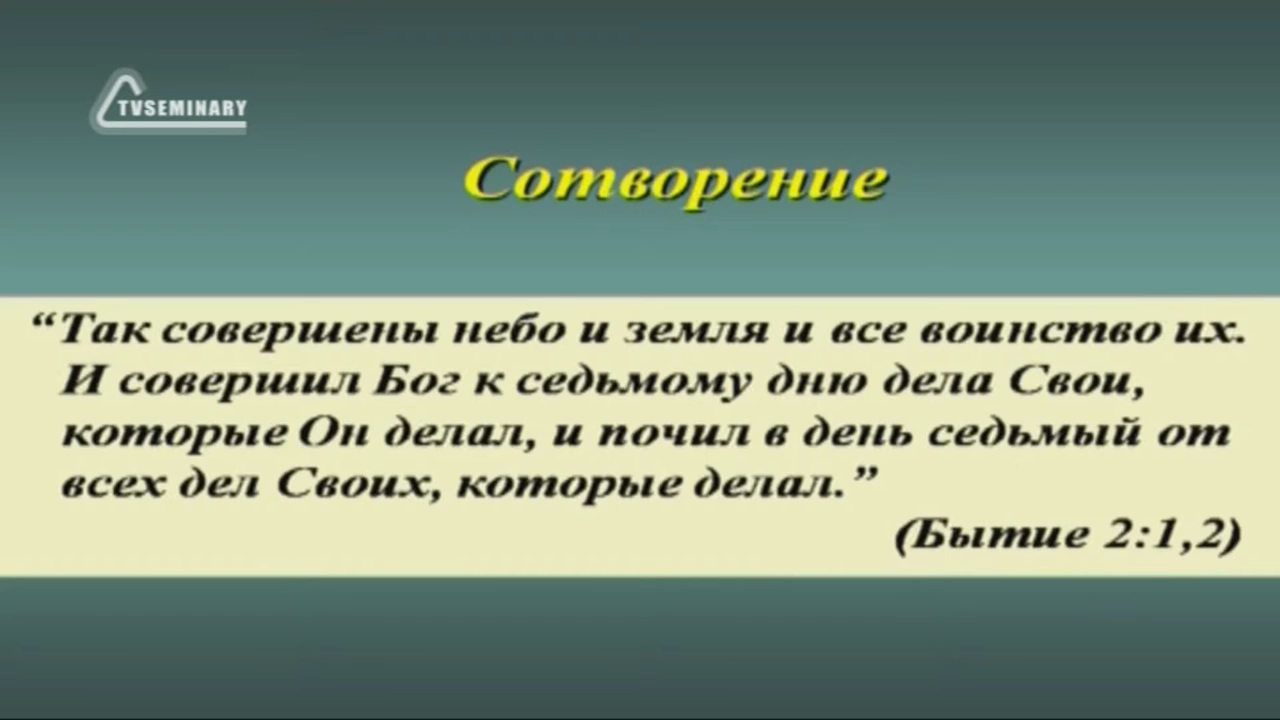 TVSEMINARY
Сотворение
“Так совершены небо и земля и все воинство их.
И совершил Бог к седьмому дню дела Свои,
которые Он делал, и почил в день седьмый от
всех дел Своих, которые делал.”
(Бытие 2:1,2)